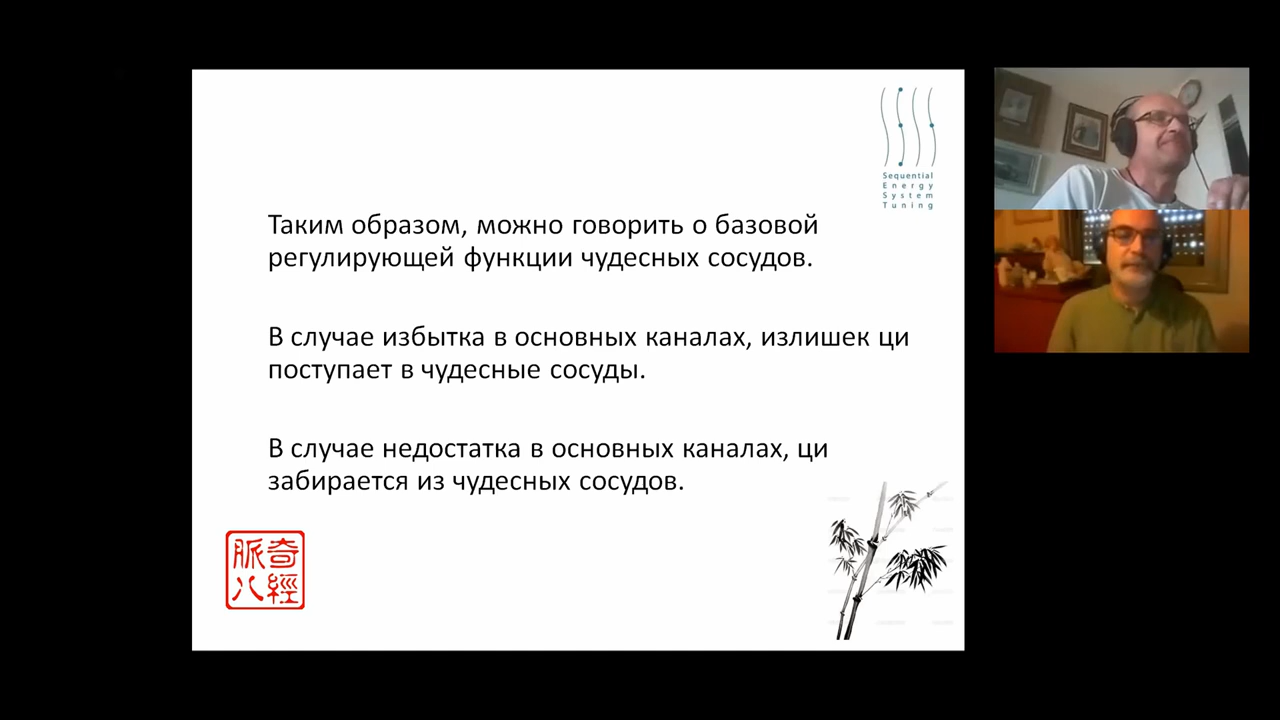 Sequential
Energy
System
Tuning
Таким образом, можно говорить о базовой
регулирующей функции чудесных сосудов.
В случае избытка в основных каналах, излишек ци
поступает в чудесные сосуды.
В случае недостатка в основных каналах, ци
забирается из чудесных сосудов.
奇經
八脈